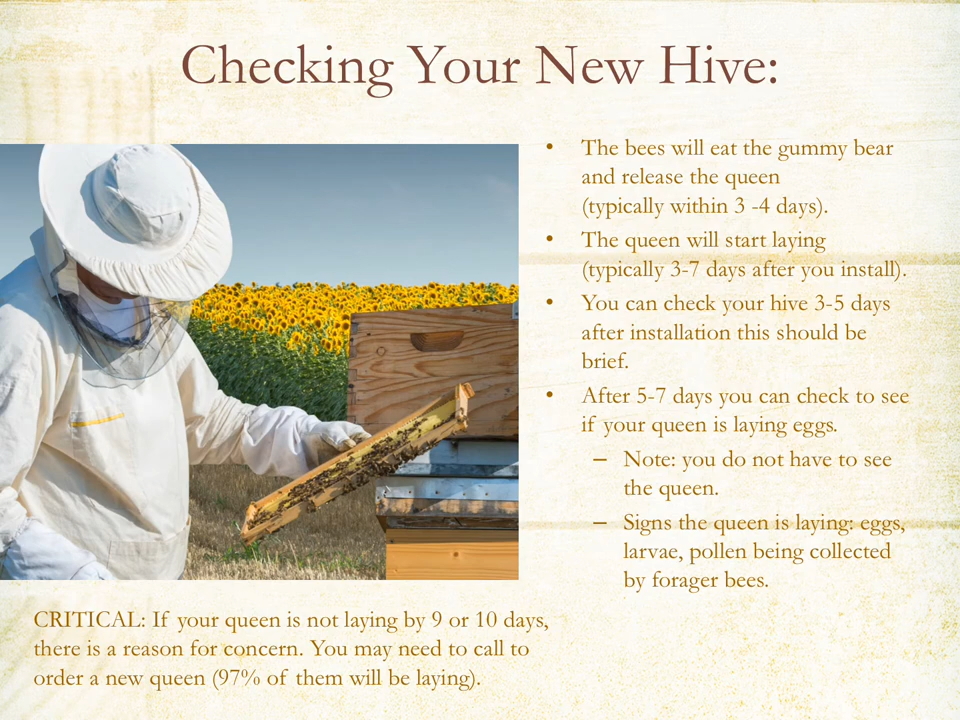 Checking Your New Hive:
• The bees will eat the gummy bear
and release the queen
(typically within 3 -4 days).
• The queen will start laying
(typically 3-7 days after you install).
• You can check your hive 3-5 days
after installation this should be
brief.
• After 5-7 days you can check to see
if your queen is laying eggs.
– Note: you do not have to see
the queen.
– Signs the queen is laying: eggs,
larvae, pollen being collected
by forager bees.
CRITICAL: If your queen is not laying by 9 or 10 days,
there is a reason for concern. You may need to call to
order a new queen (97% of them will be laying).